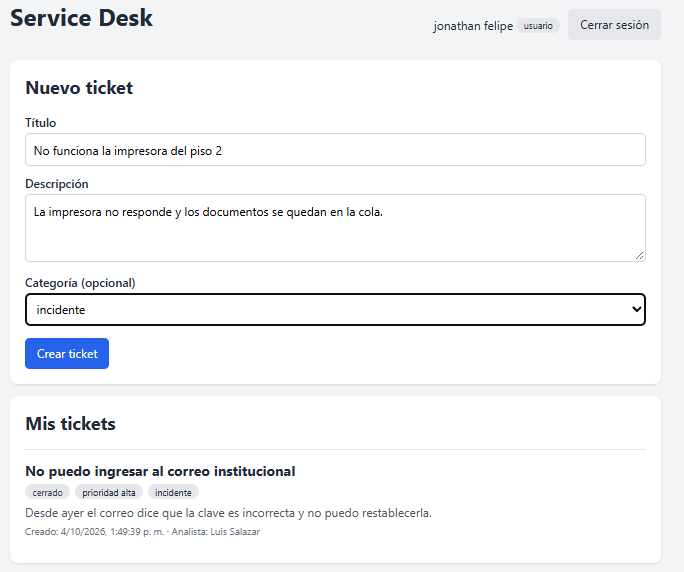 Service Desk
jonathan felipe usuario Cerrar sesión
Nuevo ticket
Título
No funciona la impresora del piso 2
Descripción
La impresora no responde y los documentos se quedan en la cola.
Categoría (opcional)
incidente
Crear ticket
Mis tickets
No puedo ingresar al correo institucional
cerrado prioridad alta incidente
Desde ayer el correo dice que la clave es incorrecta y no puedo restablecerla.
Creado: 4/10/2026, 1:49:39 p. m. · Analista: Luis Salazar